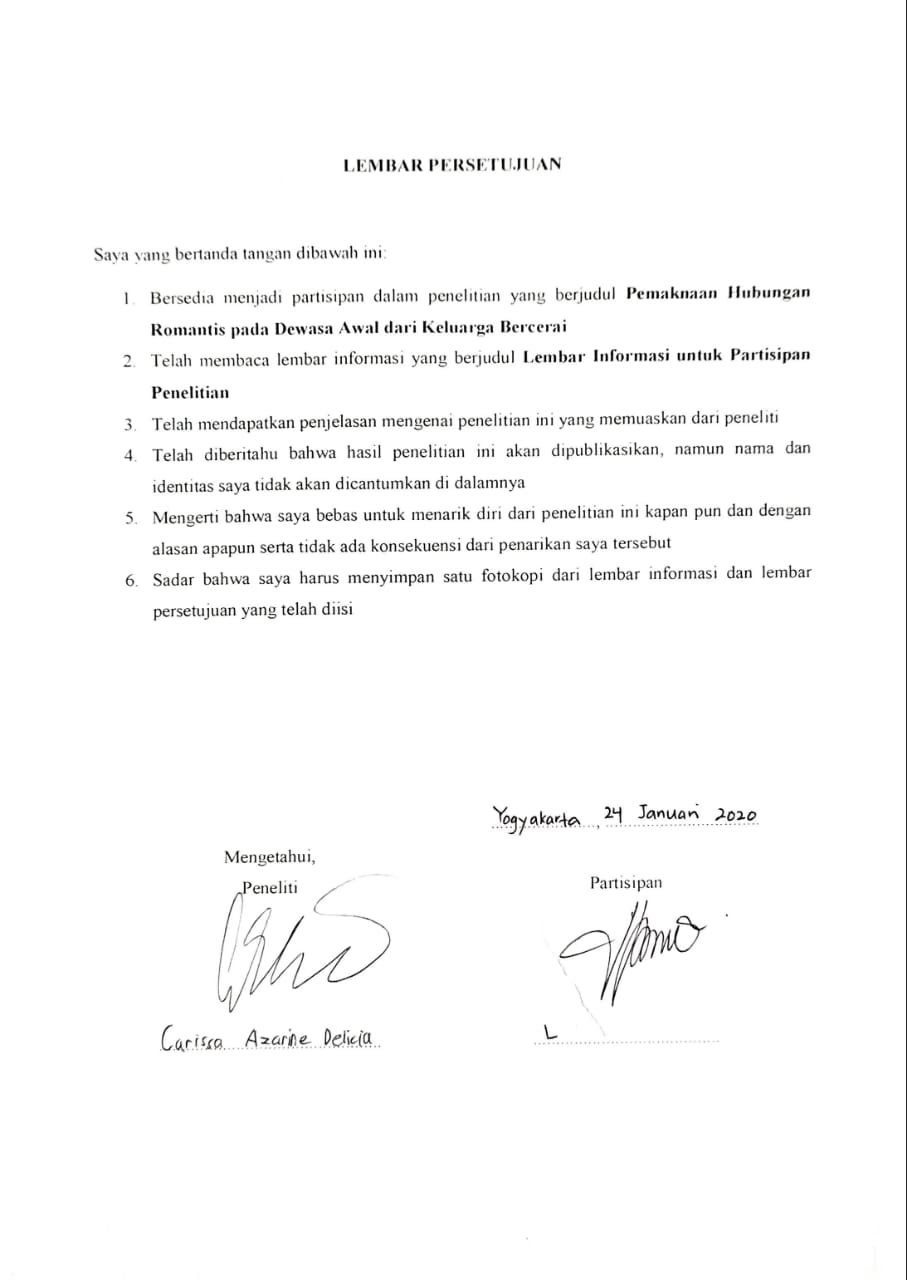 LEMBAR PERSETUJUAN
Saya yang bertanda tangan dibawah ini:
1. Bersedia menjadi partisipan dalam penelitian yang berjudul Pemaknaan Hubungan
Romantis pada Dewasa Awal dari Keluarga Bercerai
2. Telah membaca lembar informasi yang berjudul Lembar Informasi untuk Partisipan
Penelitian
3. Telah mendapatkan penjelasan mengenai penelitian ini yang memuaskan dari peneliti
4. Telah diberitahu bahwa hasil penelitian ini akan dipublikasikan, namun nama dan
identitas saya tidak akan dicantumkan di dalamnya
5. Mengerti bahwa saya bebas untuk menarik diri dari penelitian ini kapan pun dan dengan
alasan apapun serta tidak ada konsekuensi dari penarikan saya tersebut
6. Sadar bahwa saya harus menyimpan satu fotokopi dari lembar informasi dan lembar
persetujuan yang telah diisi
Yogyakarta, 24 Januari 2020
Mengetahui,
Peneliti
Partisipan
Carissa Azarine Delicia
L